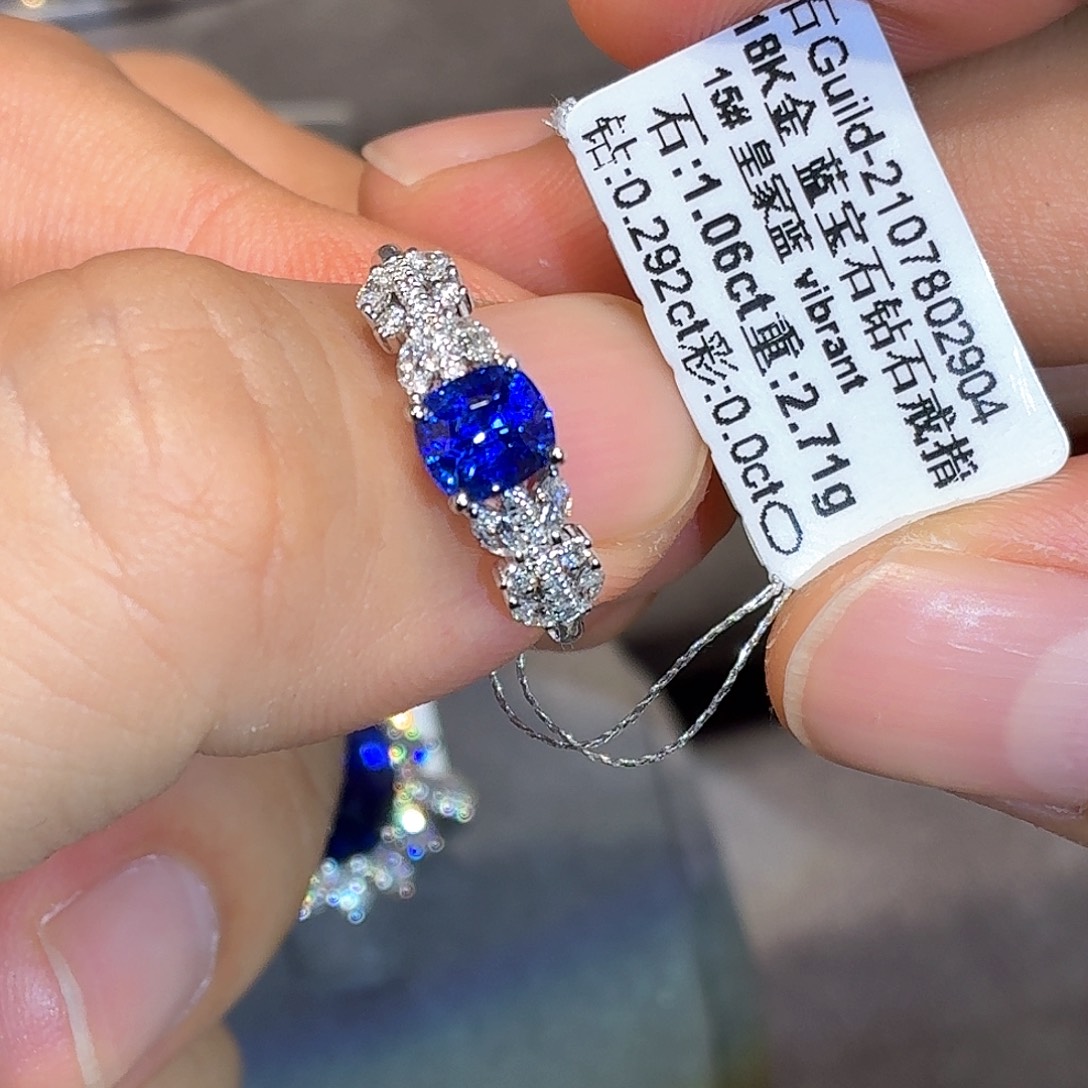 石Guild-2107802904
18K金 蓝宝石钻石戒指
15# 皇家蓝 vibrant
石:1.06ct重:2.71g
钻:0.292ct彩:0.0ct